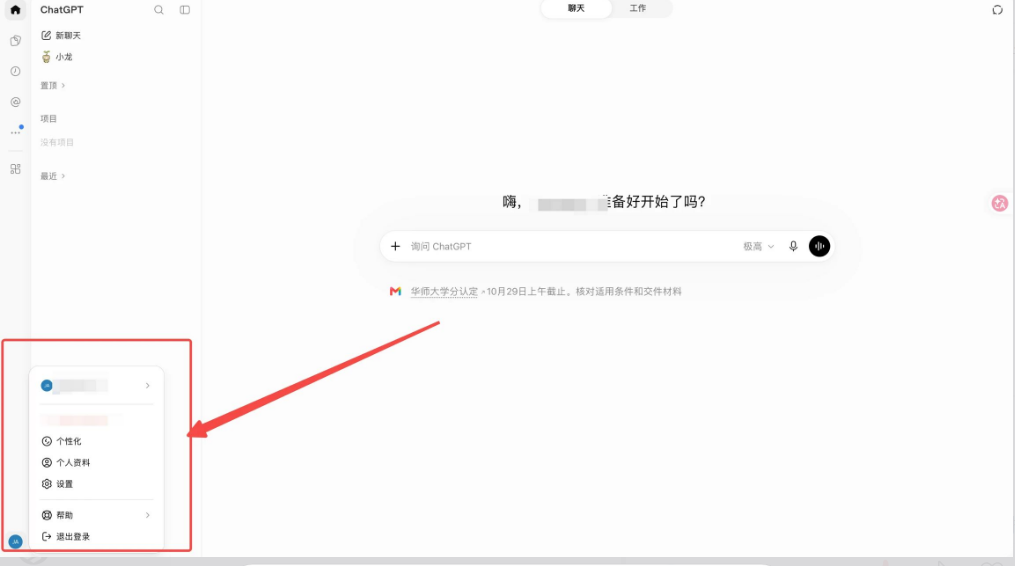 ChatGPT
聊天
工作
新聊天
小龙
置顶
项目
没有项目
最近
嗨,
准备好开始了吗?
询问 ChatGPT
极高
华师大学分认定
10月29日上午截止。核对适用条件和交件材料
JA
个性化
个人资料
设置
帮助
退出登录
JA